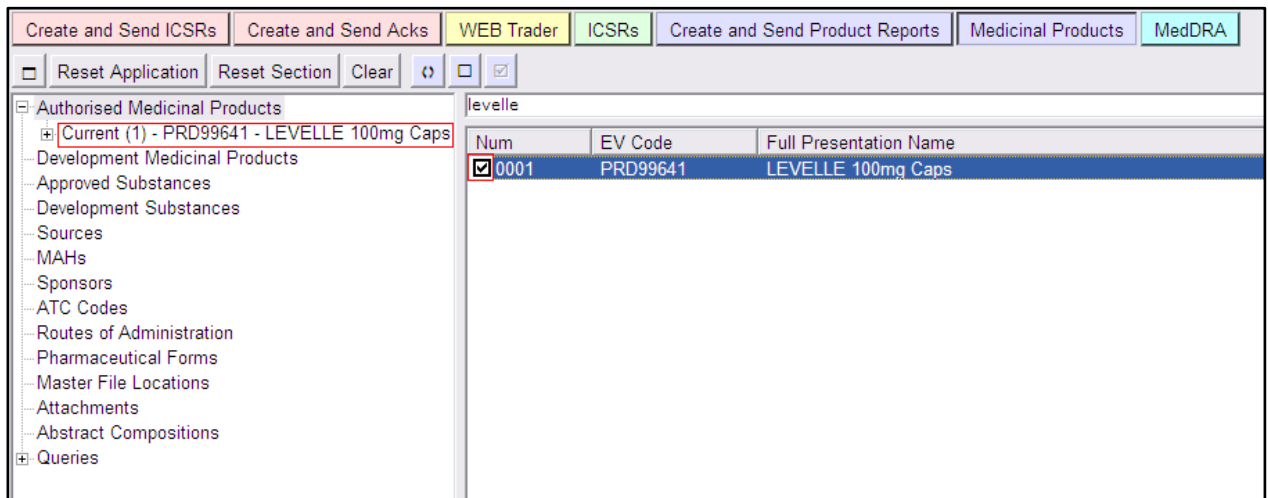 Create and Send ICSRs Create and Send Acks WEB Trader ICSRs Create and Send Product Reports Medicinal Products MedDRA
Reset Application Reset Section Clear
Authorised Medicinal Products
Current (1) - PRD99641 - LEVELLE 100mg Caps
Development Medicinal Products
Approved Substances
Development Substances
Sources
MAHs
Sponsors
ATC Codes
Routes of Administration
Pharmaceutical Forms
Master File Locations
Attachments
Abstract Compositions
Queries
levelle
Num EV Code Full Presentation Name
0001 PRD99641 LEVELLE 100mg Caps